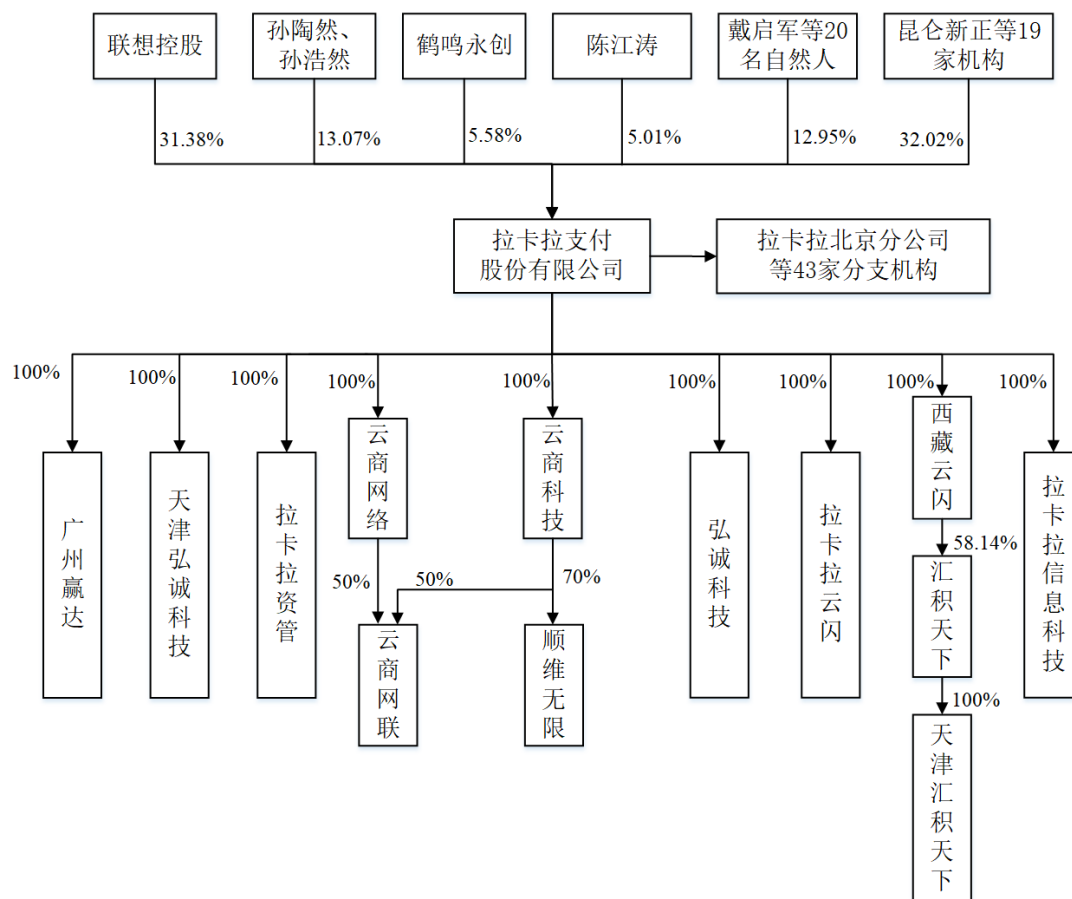 联想控股
孙陶然、
孙浩然
鹤鸣永创
陈江涛
戴启军等20
名自然人
昆仑新正等19
家机构
31.38%
13.07%
5.58%
5.01%
12.95%
32.02%
拉卡拉支付
股份有限公司
拉卡拉北京分公司
等43家分支机构
100%
100%
100%
100%
100%
100%
100%
100%
100%
广州赢达
天津弘诚科技
拉卡拉资管
云商网络
云商科技
弘诚科技
拉卡拉云闪
西藏云闪
拉卡拉信息科技
50%
50%
70%
58.14%
云商网联
顺维无限
汇积天下
100%
天津汇积天下